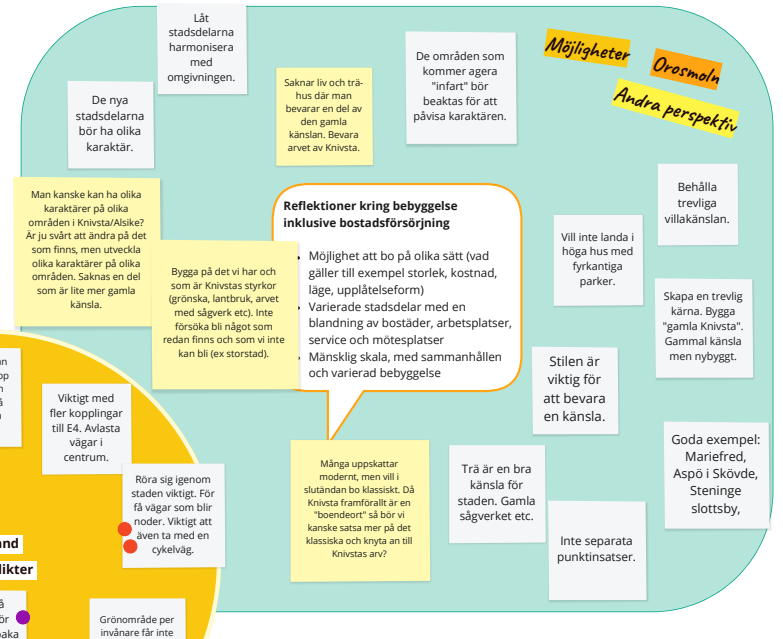 Låt
stadsdelarna
harmonisera
med
omgivningen.
De områden som
kommer agera
"infart" bör
beaktas för att
påvisa karaktären.
Möjligheter
Orosmoln
Andra perspektiv
De nya
stadsdelarna
bör ha olika
karaktär.
Saknar liv och trä-
hus där man
bevarar en del av
den gamla
känslan. Bevara
arvet av Knivsta.
Behålla
trevliga
villakänslan.
Man kanske kan ha olika
karaktärer på olika
områden i Knivsta/Alsike?
Är ju svårt att ändra på det
som finns, men utveckla
olika karaktärer på olika
områden. Saknas en del
som är lite mer gamla
känsla.
Bygga på det vi har och
som är Knivstas styrkor
(grönska, lantbruk, arvet
med sågverk etc). Inte
försöka bli något som
redan finns och som vi inte
kan bli (ex storstad).
Reflektioner kring bebyggelse
inklusive bostadsförsörjning
• Möjlighet att bo på olika sätt (vad
gäller till exempel storlek, kostnad,
läge, upplåtelseform)
• Varierade stadsdelar med en
blandning av bostäder, arbetsplatser,
service och mötesplatser
• Mänsklig skala, med sammanhållen
och varierad bebyggelse
Vill inte landa i
höga hus med
fyrkantiga
parker.
Skapa en trevlig
kärna. Bygga
"gamla Knivsta".
Gammal känsla
men nybyggt.
Stilen är
viktig för
att bevara
en känsla.
Viktigt med
fler kopplingar
till E4. Avlasta
vägar i
centrum.
Goda exempel:
Mariefred,
Aspö i Skövde,
Steninge
slottsby,
Många uppskattar
modernt, men vill i
slutändan bo klassiskt. Då
Knivsta framförallt är en
"boendeort" så bör vi
kanske satsa mer på det
klassiska och knyta an till
Knivstas arv?
Trä är en bra
känsla för
staden. Gamla
sågverket etc.
Röra sig igenom
staden viktigt. För
få vägar som blir
noder. Viktigt att
även ta med en
cykelväg.
Inte separata
punktinsatser.
Grönområde per
invånare får inte